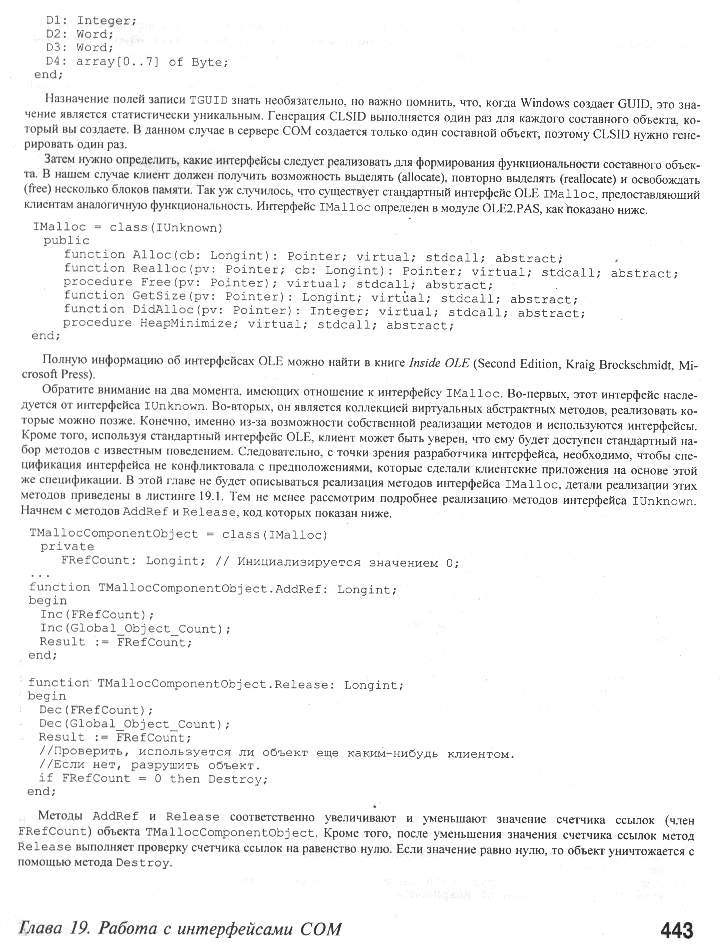 D1: Integer;
D2: Word;
D3: Word;
D4: array[0..7] of Byte;
end;
Назначение полей записи TGUID знать необязательно, но важно помнить, что, когда Windows создает GUID, это зна-
чение является статистически уникальным. Генерация CLSID выполняется один раз для каждого составного объекта, ко-
торый вы создаете. В данном случае в сервере COM создается только один составной объект, поэтому CLSID нужно гене-
рировать один раз.
Затем нужно определить, какие интерфейсы следует реализовать для формирования функциональности составного объек-
та. В нашем случае клиент должен получить возможность выделять (allocate), повторно выделять (reallocate) и освобождать
(free) несколько блоков памяти. Так уж случилось, что существует стандартный интерфейс OLE IMalloc, предоставляющий
клиентам аналогичную функциональность. Интерфейс IMalloc определен в модуле OLE2.PAS, как показано ниже.
IMalloc = class(IUnknown)
public
function Alloc(cb: Longint): Pointer; virtual; stdcall; abstract;
function Realloc(pv: Pointer; cb: Longint): Pointer; virtual; stdcall; abstract;
procedure Free(pv: Pointer); virtual; stdcall; abstract;
function GetSize(pv: Pointer): Longint; virtual; stdcall; abstract;
function DidAlloc(pv: Pointer): Integer; virtual; stdcall; abstract;
procedure HeapMinimize; virtual; stdcall; abstract;
end;
Полную информацию об интерфейсах OLE можно найти в книге Inside OLE (Second Edition, Kraig Brockschmidt, Mi-
crosoft Press).
Обратите внимание на два момента, имеющих отношение к интерфейсу IMalloc. Во-первых, этот интерфейс насле-
дуется от интерфейса IUnknown. Во-вторых, он является коллекцией виртуальных абстрактных методов, реализовать ко-
торые можно позже. Конечно, именно из-за возможности собственной реализации методов и используются интерфейсы.
Кроме того, используя стандартный интерфейс OLE, клиент может быть уверен, что ему будет доступен стандартный на-
бор методов с известным поведением. Следовательно, с точки зрения разработчика интерфейса, необходимо, чтобы спе-
цификация интерфейса не конфликтовала с предположениями, которые сделали клиентские приложения на основе этой
же спецификации. В этой главе не будет описываться реализация методов интерфейса IMalloc, детали реализации этих
методов приведены в листинге 19.1. Тем не менее рассмотрим подробнее реализацию методов интерфейса IUnknown.
Начнем с методов AddRef и Release, код которых показан ниже.
TMallocComponentObject = class(IMalloc)
private
FRefCount: Longint; // Инициализируется значением 0;
...
function TMallocComponentObject.AddRef: Longint;
begin
Inc(FRefCount);
Inc(Global_Object_Count);
Result := FRefCount;
end;
function TMallocComponentObject.Release: Longint;
begin
Dec(FRefCount);
Dec(Global_Object_Count);
Result := FRefCount;
//Проверить, используется ли объект еще каким-нибудь клиентом.
//Если нет, разрушить объект.
if FRefCount = 0 then Destroy;
end;
Методы AddRef и Release соответственно увеличивают и уменьшают значение счетчика ссылок (член
FRefCount) объекта TMallocComponentObject. Кроме того, после уменьшения значения счетчика ссылок метод
Release выполняет проверку счетчика ссылок на равенство нулю. Если значение равно нулю, то объект уничтожается с
помощью метода Destroy.
Глава 19. Работа с интерфейсами COM
443